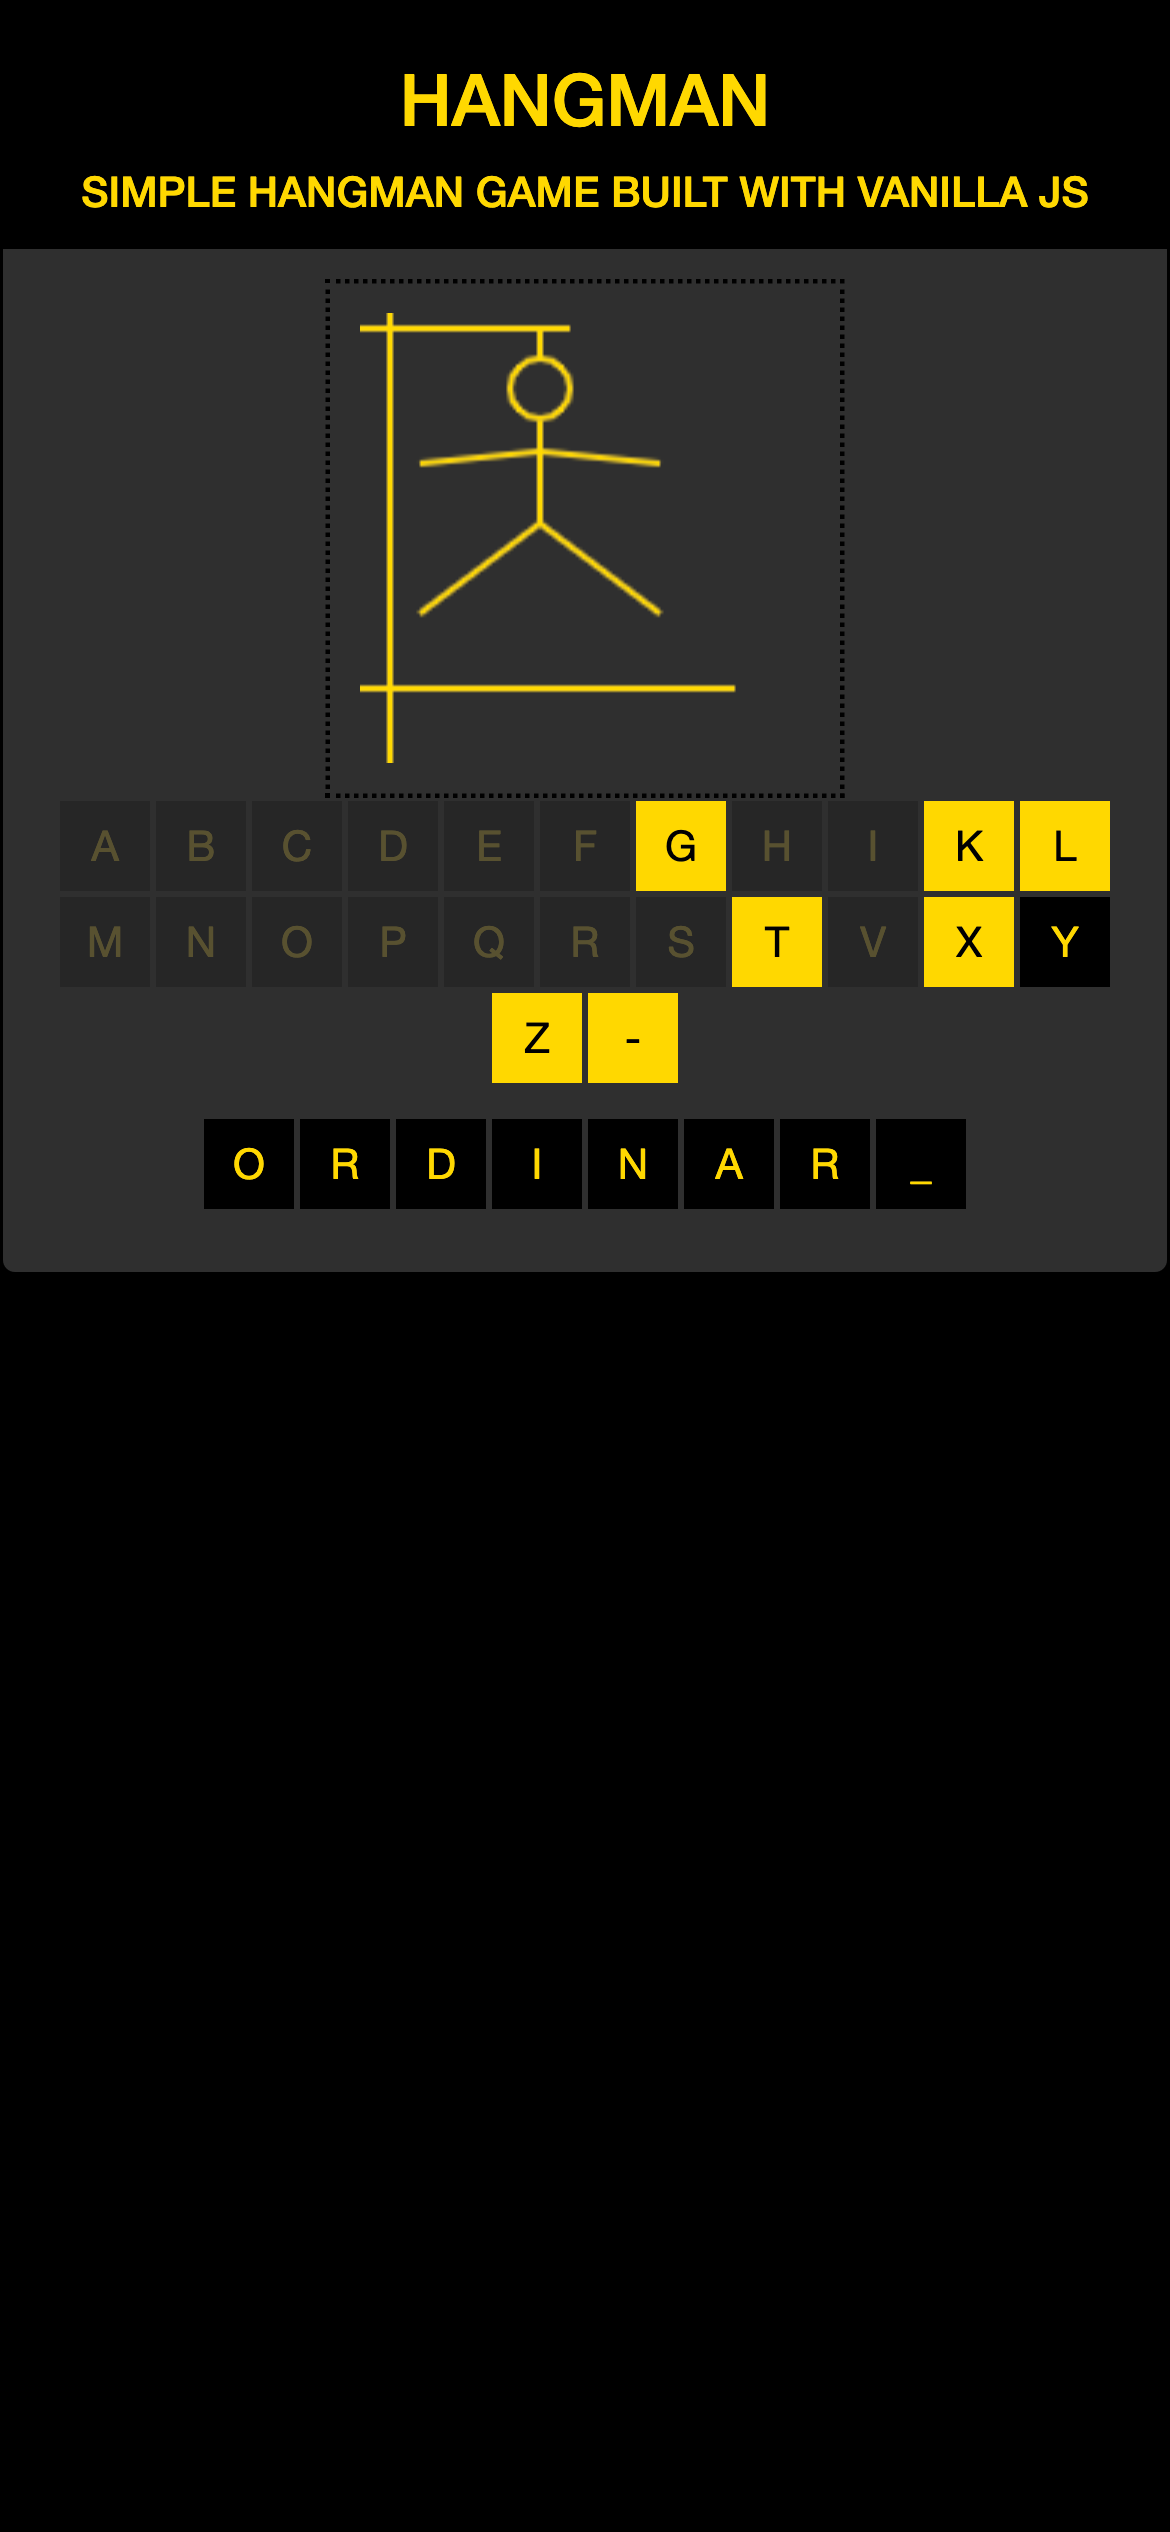 HANGMAN
SIMPLE HANGMAN GAME BUILT WITH VANILLA JS
A B C D E F G H I K L
M N O P Q R S T V X Y
Z -
O R D I N A R _